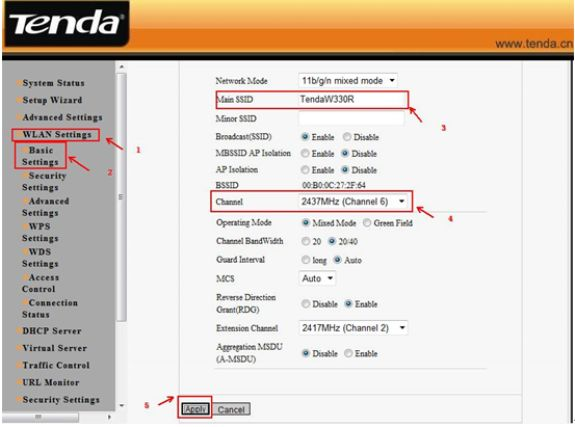 Tenda
www.tenda.cn
System Status
Setup Wizard
Advanced Settings
WLAN Settings
Basic
Settings
Security
Settings
Advanced
Settings
WPS
Settings
WDS
Settings
Access
Control
Connection
Status
DHCP Server
Virtual Server
Traffic Control
URL Monitor
Security Settings
1
2
Network Mode 11b/g/n mixed mode
Main SSID TendaW330R
3
Minor SSID
Broadcast(SSID) Enable Disable
MBSSID AP Isolation Enable Disable
AP Isolation Enable Disable
BSSID 00:B0:0C:27:2F:64
Channel 2437MHz (Channel 6)
4
Operating Mode Mixed Mode Green Field
Channel BandWidth 20 20/40
Guard Interval long Auto
MCS Auto
Reverse Direction
Grant(RDG) Disable Enable
Extension Channel 2417MHz (Channel 2)
Aggregation MSDU
(A-MSDU) Disable Enable
5
Apply Cancel